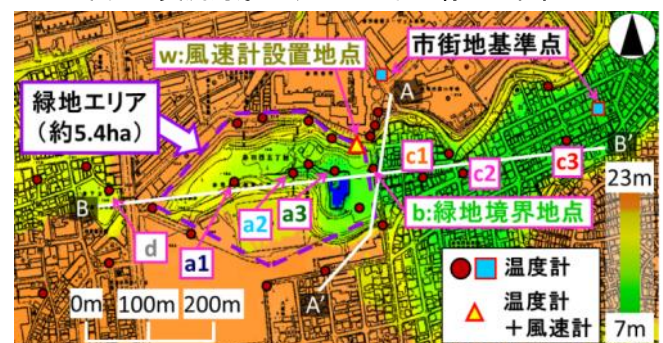 w:風速計設置地点
市街地基準点
緑地エリア
(約5.4ha)
A
B'
c1
c2
c3
B
23m
b:緑地境界地点
a2
a3
d
a1
温度計
A'
0m 100m 200m
温度計
+風速計
7m